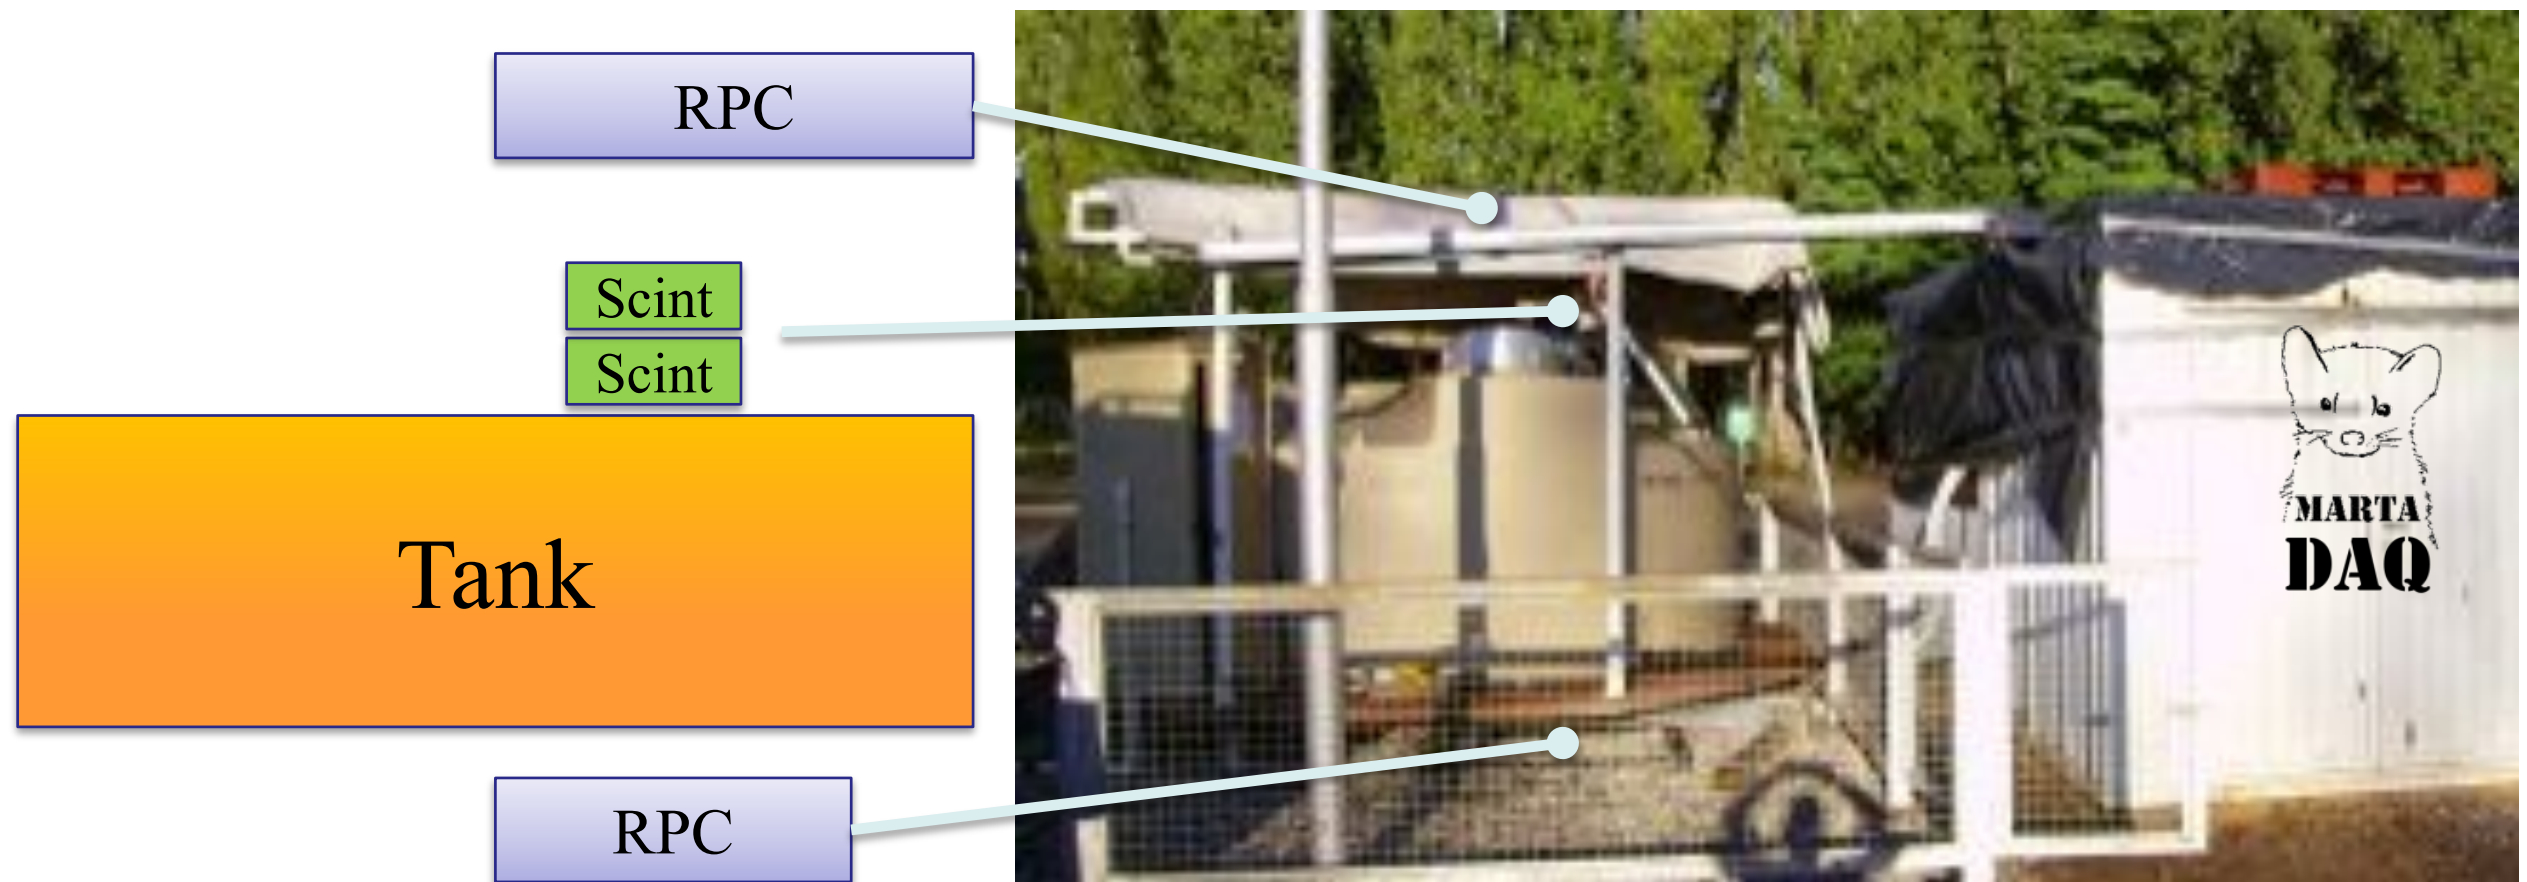 RPC
Scint
Scint
Tank
RPC
MARTA
DAQ